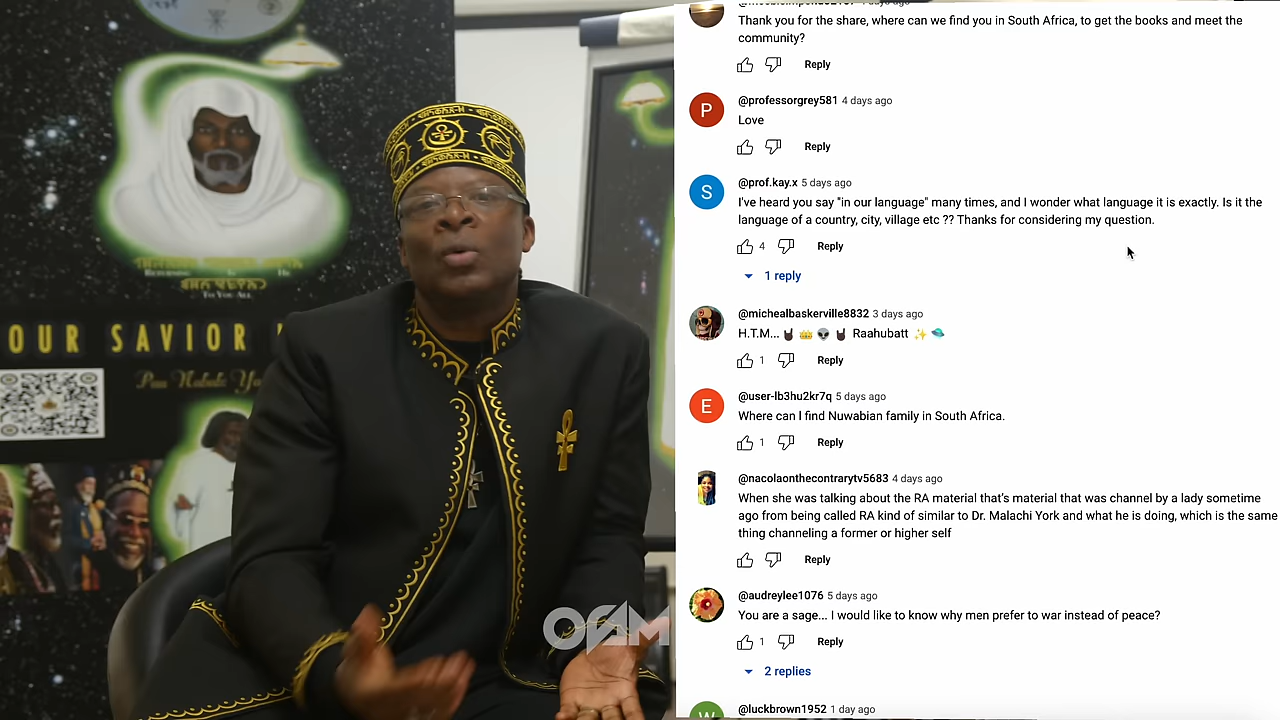 RETURNING
TO YOU ALL
OUR SAVIOR
OSAM
4 days ago
Thank you for the share, where can we find you in South Africa, to get the books and meet the
community?
Reply
P
@professorgrey581 4 days ago
Love
Reply
S
@prof.kay.x 5 days ago
I've heard you say "in our language" many times, and I wonder what language it is exactly. Is it the
language of a country, city, village etc ?? Thanks for considering my question.
4 Reply
1 reply
@michealbaskerville8832 3 days ago
H.T.M... 🤘🏿 👑 👽 🤘🏿 Raahubatt ✨ 🪐
1 Reply
E
@user-lb3hu2kr7q 5 days ago
Where can I find Nuwabian family in South Africa.
1 Reply
@nacolaonthecontrarytv5683 4 days ago
When she was talking about the RA material that's material that was channel by a lady sometime
ago from being called RA kind of similar to Dr. Malachi York and what he is doing, which is the same
thing channeling a former or higher self
Reply
@audreylee1076 5 days ago
You are a sage... I would like to know why men prefer to war instead of peace?
1 Reply
2 replies
W
@luckbrown1952 1 day ago